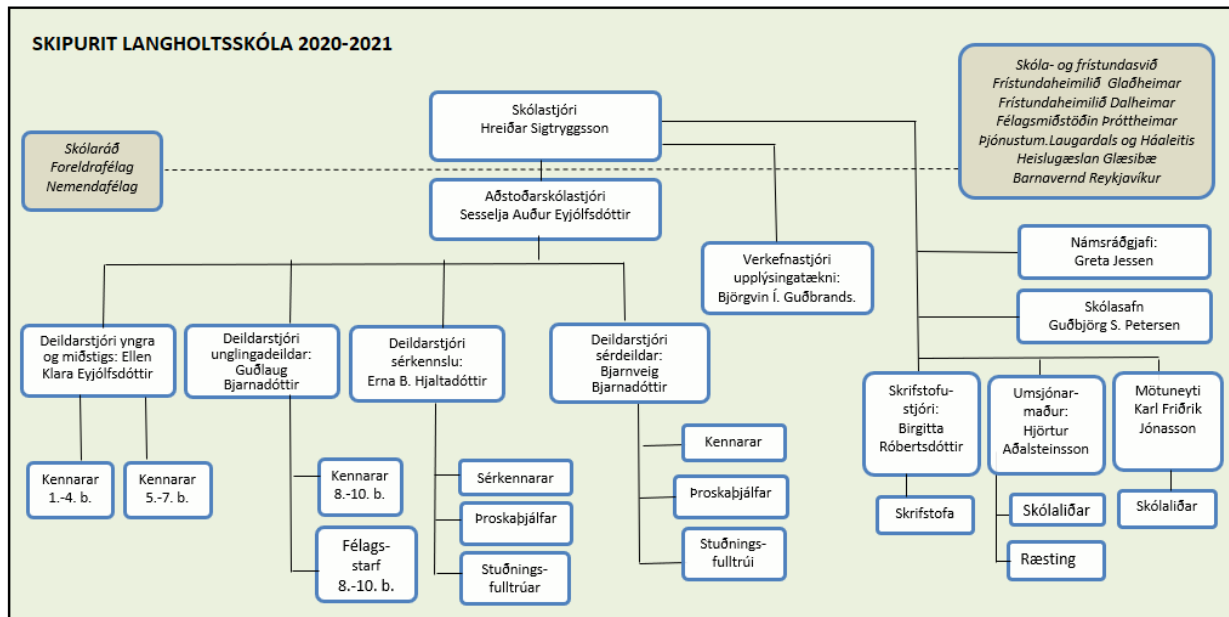 SKIPURIT LANGHOLTSSKÓLA 2020-2021
Skóla- og frístundasvið
Frístundaheimilið Glaðheimar
Frístundaheimilið Dalheimar
Félagsmiðstöðin Þróttheimar
Þjónustum.Laugardals og Háaleitis
Heislugæslan Glæsibæ
Barnavernd Reykjavíkur
Skólastjóri
Hreiðar Sigtryggsson
Skólaráð
Foreldrafélag
Nemendafélag
Aðstoðarskólastjóri
Sesselja Auður Eyjólfsdóttir
Verkefnastjóri
upplýsingatækni:
Björgvin Í. Guðbrands.
Námsráðgjafi:
Greta Jessen
Skólasafn
Guðbjörg S. Petersen
Deildarstjóri yngra
og miðstigs: Ellen
Klara Eyjólfsdóttir
Deildarstjóri
unglingadeildar:
Guðlaug
Bjarnadóttir
Deildarstjóri
sérkennslu:
Erna B. Hjaltadóttir
Deildarstjóri
sérdeildar:
Bjarnveig
Bjarnadóttir
Skrifstofu-
stjóri:
Birgitta
Róbertsdóttir
Umsjónar-
maður:
Hjörtur
Aðalsteinsson
Mötuneyti
Karl Friðrik
Jónasson
Kennarar
1.-4. b.
Kennarar
5.-7. b.
Kennarar
8.-10. b.
Félags-
starf
8.-10. b.
Sérkennarar
Þroskaþjálfar
Stuðnings-
fulltrúar
Kennarar
Þroskaþjálfar
Stuðnings-
fulltrúi
Skrifstofa
Skólaliðar
Ræsting
Skólaliðar